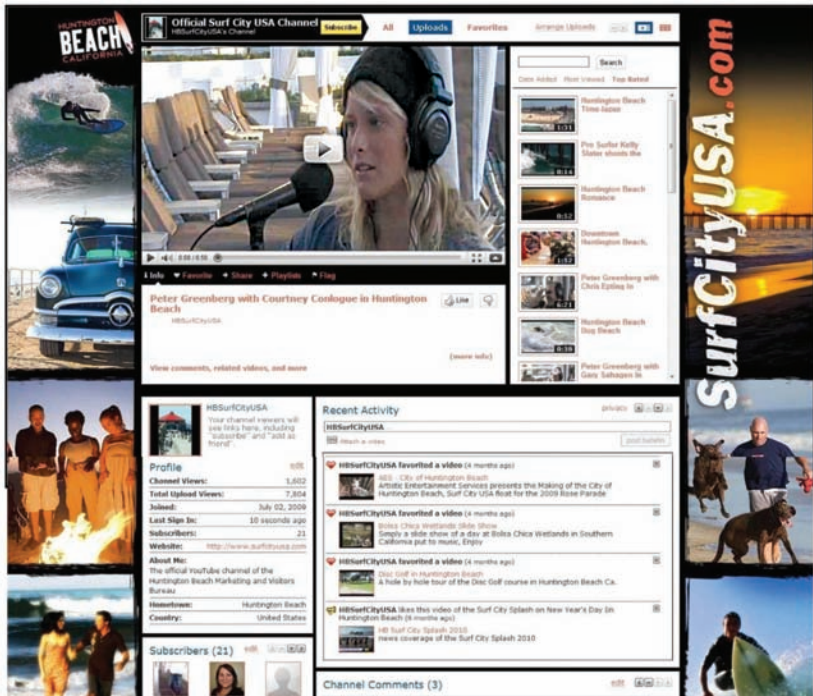 HUNTINGTON
BEACH
CALIFORNIA
Official Surf City USA Channel
HBSurfCityUSA's Channel
Subscribe
All
Uploads
Favorites
Arrange Uploads
Search
Date Added
Most Viewed
Top Rated
Huntington Beach
Time-lapse
1:31
Pro Surfer Kelly
Slater shoots the
0:14
Huntington Beach
Romance
0:52
Downtown
Huntington Beach,
1:52
Peter Greenberg with
Chris Epting in
6:21
Huntington Beach
Dog Beach
0:30
Peter Greenberg with
Gary Sahagen in
Info
Favorite
Share
Playlists
Flag
Peter Greenberg with Courtney Conlogue in Huntington
Beach
HBSurfCityUSA
Like
(more info)
View comments, related videos, and more
SurfCityUSA.com
HBSurfCityUSA
Your channel viewers will
see links here, including
"subscribe" and "add as
friend".
Profile
edit
Channel Views: 1,602
Total Upload Views: 7,804
Joined: July 02, 2009
Last Sign In: 10 seconds ago
Subscribers: 21
Website: http://www.surfcityusa.com
About Me:
The official YouTube channel of the
Huntington Beach Marketing and Visitors
Bureau
Hometown: Huntington Beach
Country: United States
Subscribers (21)
edit
Recent Activity
privacy
HBSurfCityUSA
Attach a video
post bulletin
HBSurfCityUSA favorited a video (4 months ago)
AES - City of Huntington Beach
Artistic Entertainment Services presents the Making of the City of
Huntington Beach, Surf City USA float for the 2009 Rose Parade
HBSurfCityUSA favorited a video (4 months ago)
Bolsa Chica Wetlands Slide Show
Simply a slide show of a day at Bolsa Chica Wetlands in Southern
California put to music, Enjoy
HBSurfCityUSA favorited a video (4 months ago)
Disc Golf in Huntington Beach
A hole by hole tour of the Disc Golf course in Huntington Beach Ca.
HBSurfCityUSA likes this video of the Surf City Splash on New Year's Day (in
Huntington Beach (6 months ago)
HB Surf City Splash 2010
news coverage of the Surf City Splash 2010
Channel Comments (3)
edit